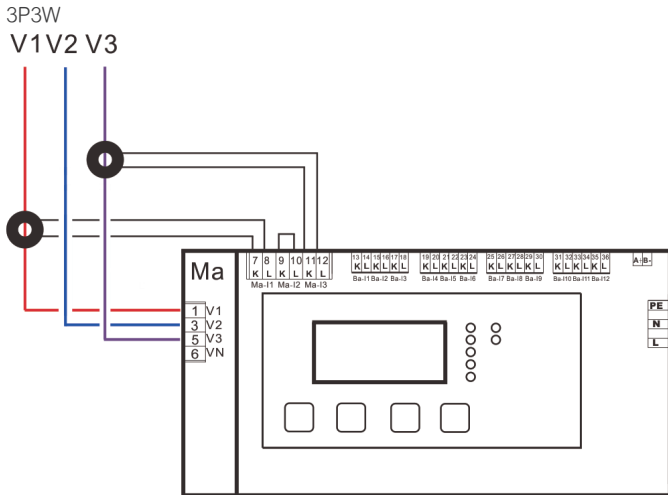 3P3W
V1 V2 V3
Ma
7 8 9 10 11 12
K L K L K L
Ma-I1 Ma-I2 Ma-I3
13 14 15 16 17 18
K L K L K L
Ba-I1 Ba-I2 Ba-I3
19 20 21 22 23 24
K L K L K L
Ba-I4 Ba-I5 Ba-I6
25 26 27 28 29 30
K L K L K L
Ba-I7 Ba-I8 Ba-I9
31 32 33 34 35 36
K L K L K L
Ba-I10 Ba-I11 Ba-I12
A+ B-
1 V1
3 V2
5 V3
6 VN
PE
N
L